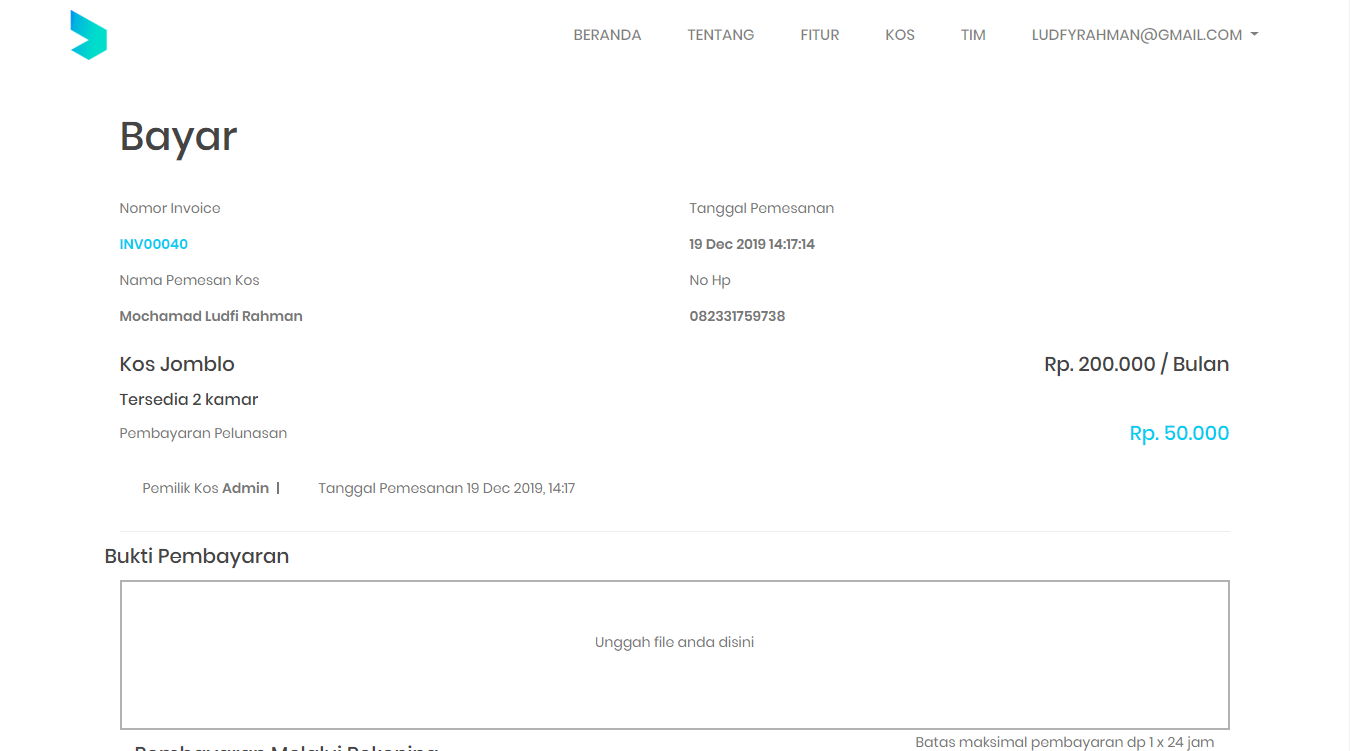 BERANDA TENTANG FITUR KOS TIM LUDFYRAHMAN@GMAIL.COM
Bayar
Nomor Invoice Tanggal Pemesanan
INV00040 19 Dec 2019 14:17:14
Nama Pemesan Kos No Hp
Mochamad Ludfi Rahman 082331759738
Kos Jomblo Rp. 200.000 / Bulan
Tersedia 2 kamar
Pembayaran Pelunasan Rp. 50.000
Pemilik Kos Admin | Tanggal Pemesanan 19 Dec 2019, 14:17
Bukti Pembayaran
Unggah file anda disini
Pembayaran Melalui Rekening Batas maksimal pembayaran dp 1 x 24 jam